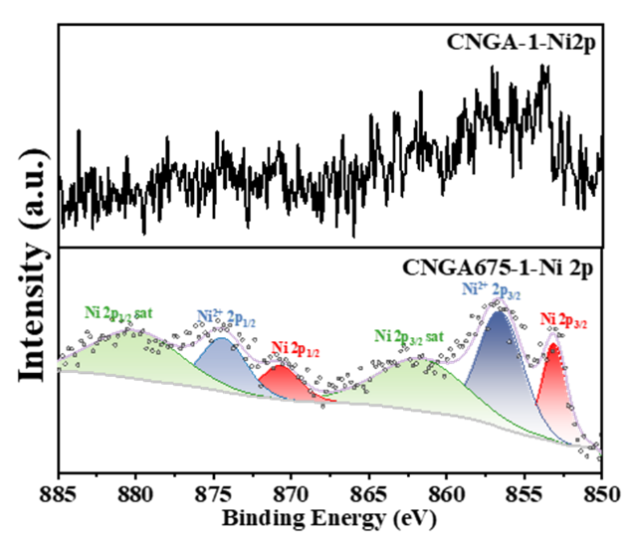 CNGA-1-Ni2p
Intensity (a.u.)
CNGA675-1-Ni 2p
Ni 2p1/2 sat
Ni2+ 2p1/2
Ni 2p1/2
Ni 2p3/2 sat
Ni2+ 2p3/2
Ni 2p3/2
885 880 875 870 865 860 855 850
Binding Energy (eV)